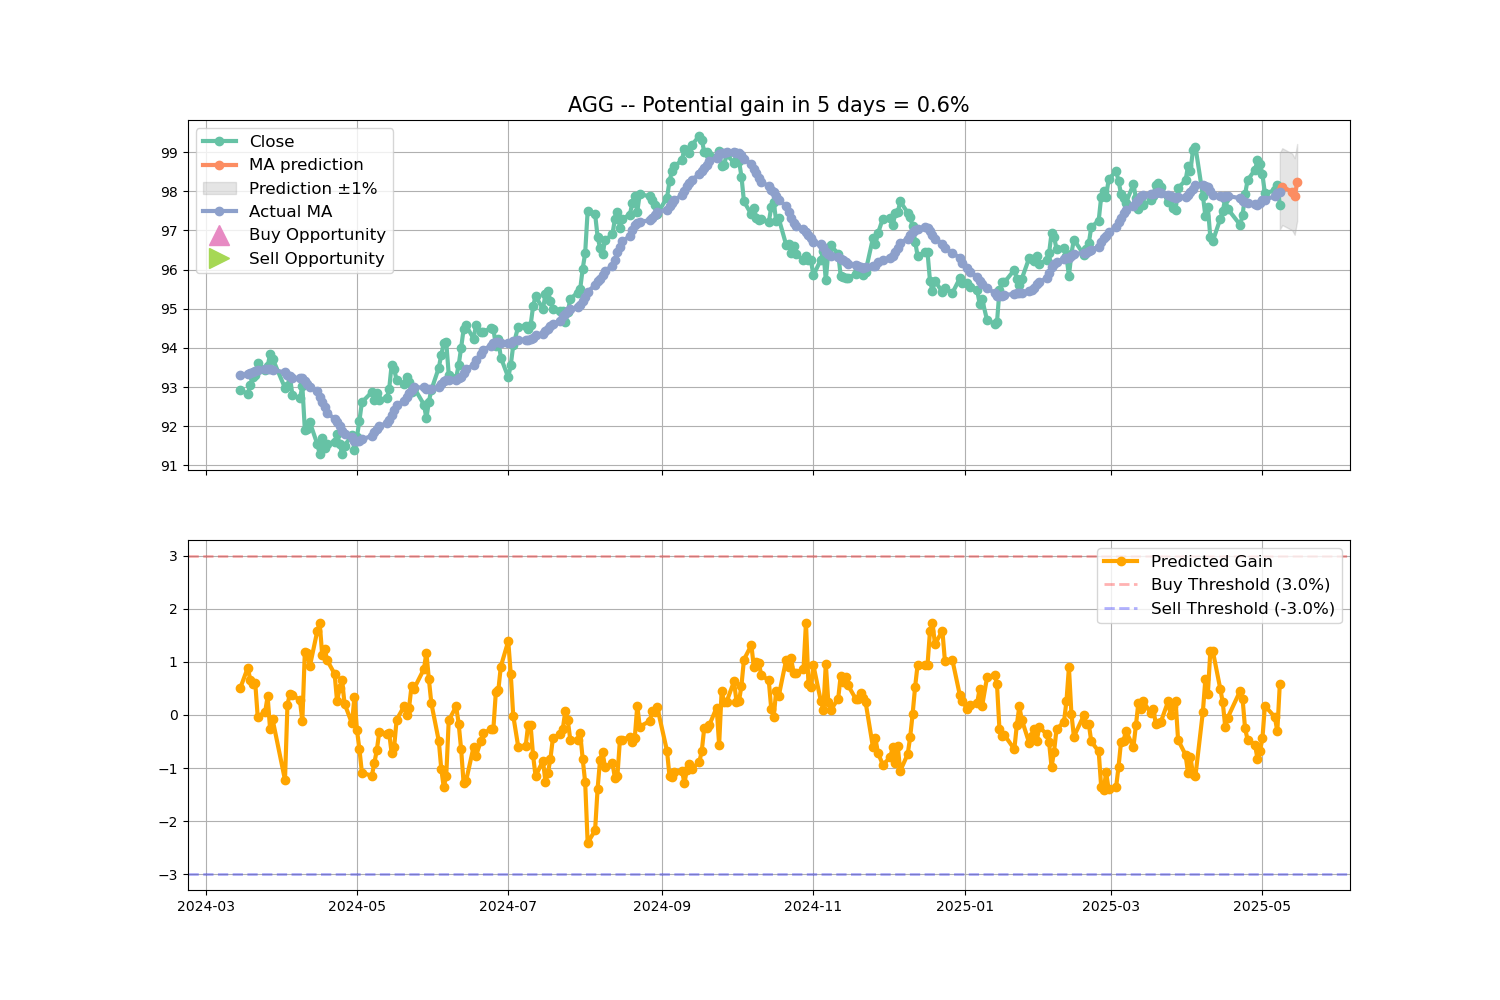 AGG -- Potential gain in 5 days = 0.6%
Close
MA prediction
Prediction ±1%
Actual MA
Buy Opportunity
Sell Opportunity
99
98
97
96
95
94
93
92
91
Predicted Gain
Buy Threshold (3.0%)
Sell Threshold (-3.0%)
3
2
1
0
−1
−2
−3
2024-03
2024-05
2024-07
2024-09
2024-11
2025-01
2025-03
2025-05